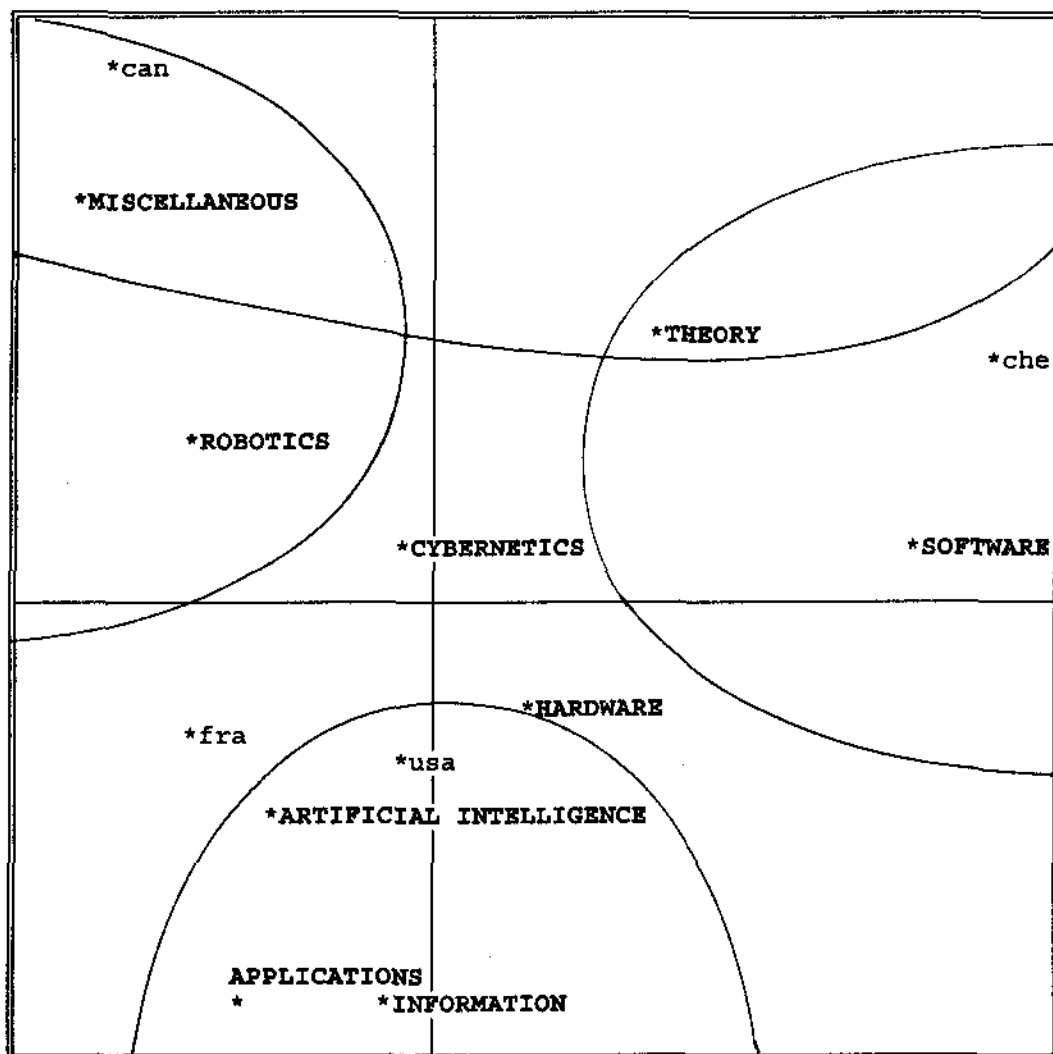 *can
*MISCELLANEOUS
*THEORY
*che
*ROBOTICS
*CYBERNETICS
*SOFTWARE
*HARDWARE
*fra
*usa
*ARTIFICIAL INTELLIGENCE
APPLICATIONS
* *INFORMATION